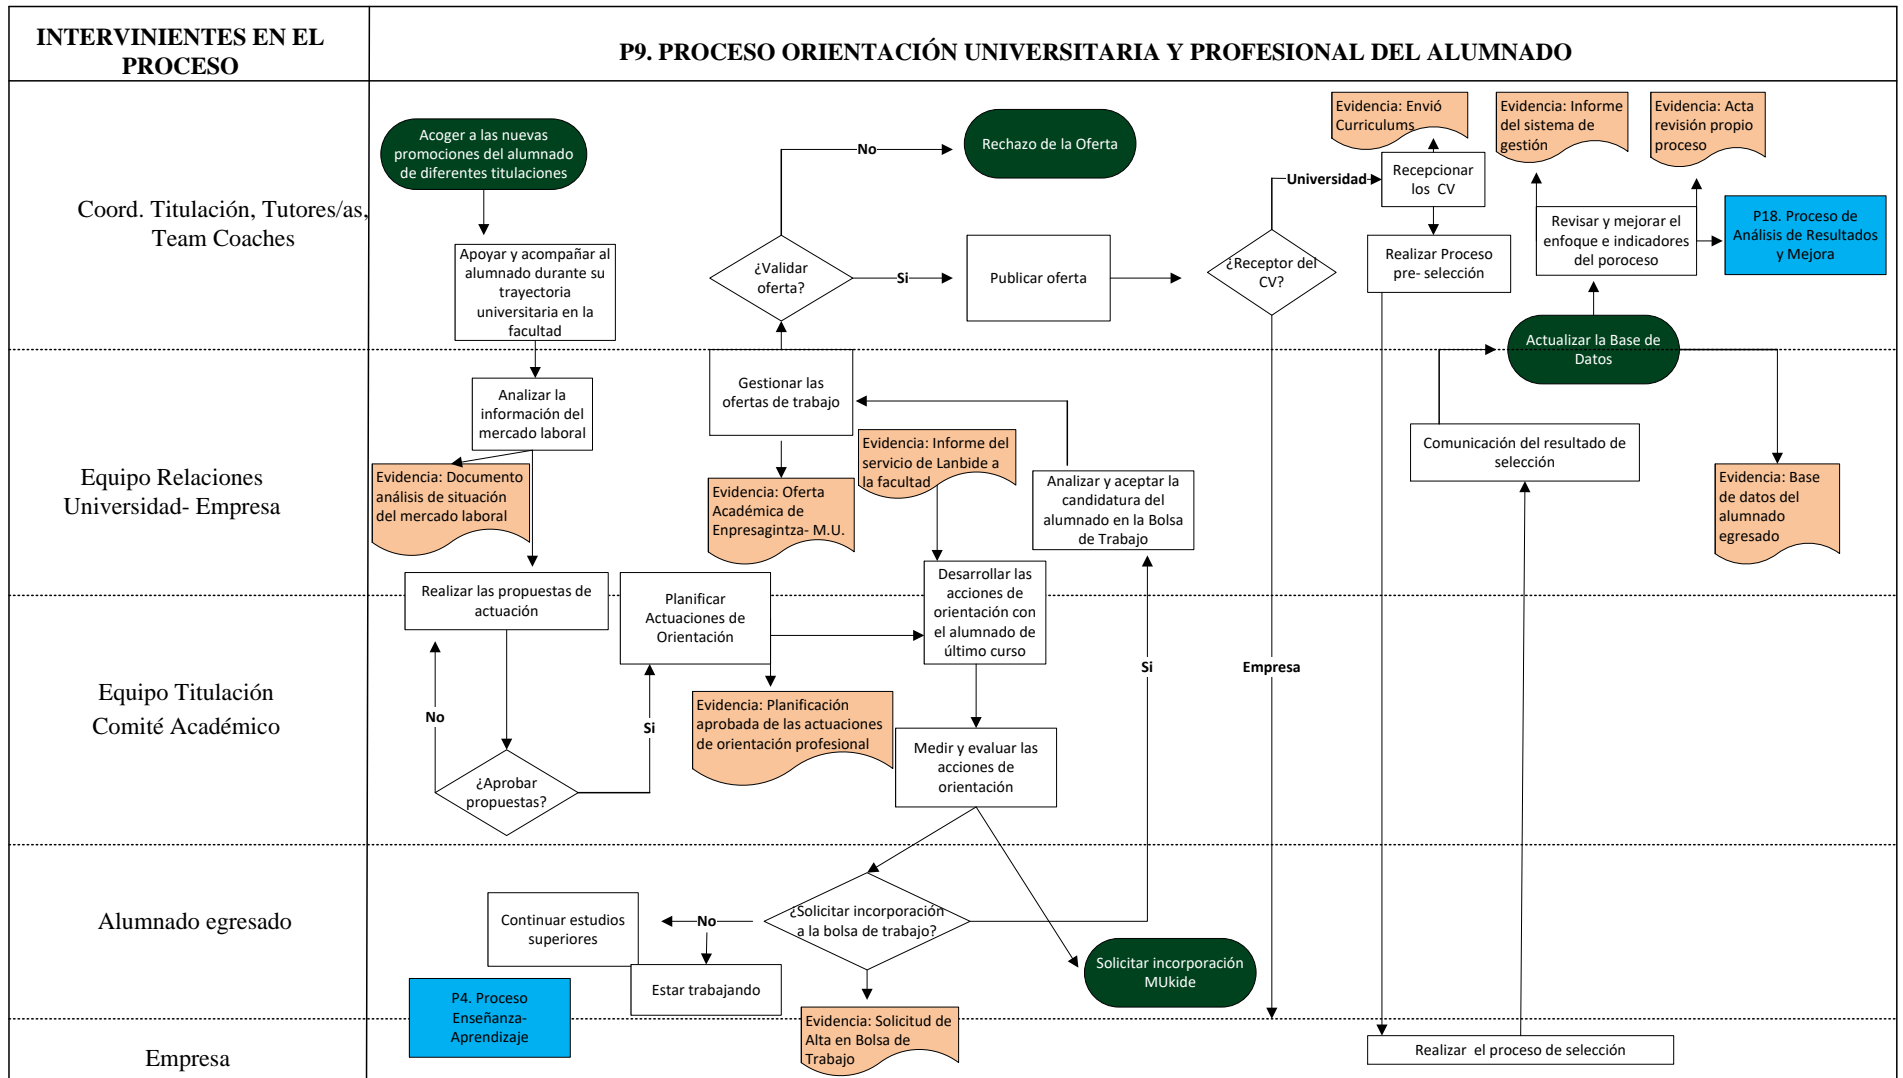 INTERVINIENTES EN EL
PROCESO
P9. PROCESO ORIENTACIÓN UNIVERSITARIA Y PROFESIONAL DEL ALUMNADO
Coord. Titulación, Tutores/as,
Team Coaches
Acoger a las nuevas
promociones del alumnado
de diferentes titulaciones
Apoyar y acompañar al
alumnado durante su
trayectoria
universitaria en la
facultad
No
Rechazo de la Oferta
¿Validar
oferta?
Si
Publicar oferta
¿Receptor del
CV?
Universidad
Evidencia: Envió
Curriculums
Recepcionar
los CV
Realizar Proceso
pre- selección
Evidencia: Informe
del sistema de
gestión
Evidencia: Acta
revisión propio
proceso
Revisar y mejorar el
enfoque e indicadores
del poroceso
P18. Proceso de
Análisis de Resultados
y Mejora
Actualizar la Base de
Datos
Equipo Relaciones
Universidad- Empresa
Analizar la
información del
mercado laboral
Evidencia: Documento
análisis de situación
del mercado laboral
Gestionar las
ofertas de trabajo
Evidencia: Oferta
Académica de
Enpresagintza- M.U.
Evidencia: Informe del
servicio de Lanbide a
la facultad
Analizar y aceptar la
candidatura del
alumnado en la Bolsa
de Trabajo
Comunicación del resultado de
selección
Evidencia: Base
de datos del
alumnado
egresado
Realizar las propuestas de
actuación
Planificar
Actuaciones de
Orientación
Desarrollar las
acciones de
orientación con
el alumnado de
último curso
Equipo Titulación
Comité Académico
No
Si
¿Aprobar
propuestas?
Evidencia: Planificación
aprobada de las actuaciones
de orientación profesional
Medir y evaluar las
acciones de
orientación
Si
Empresa
Alumnado egresado
Continuar estudios
superiores
No
¿Solicitar incorporación
a la bolsa de trabajo?
Estar trabajando
Solicitar incorporación
MUkide
P4. Proceso
Enseñanza-
Aprendizaje
Evidencia: Solicitud de
Alta en Bolsa de
Trabajo
Empresa
Realizar el proceso de selección